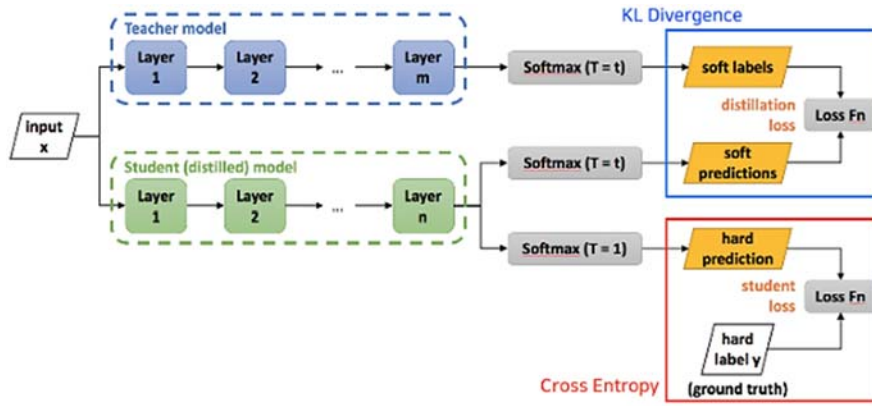 KL Divergence
Teacher model
Layer
1
Layer
2
...
Layer
m
Softmax (T = t)
soft labels
distillation
loss
Loss Fn
input
x
Student (distilled) model
Layer
1
Layer
2
...
Layer
n
Softmax (T = t)
soft
predictions
Softmax (T = 1)
hard
prediction
student
loss
Loss Fn
hard
label y
(ground truth)
Cross Entropy